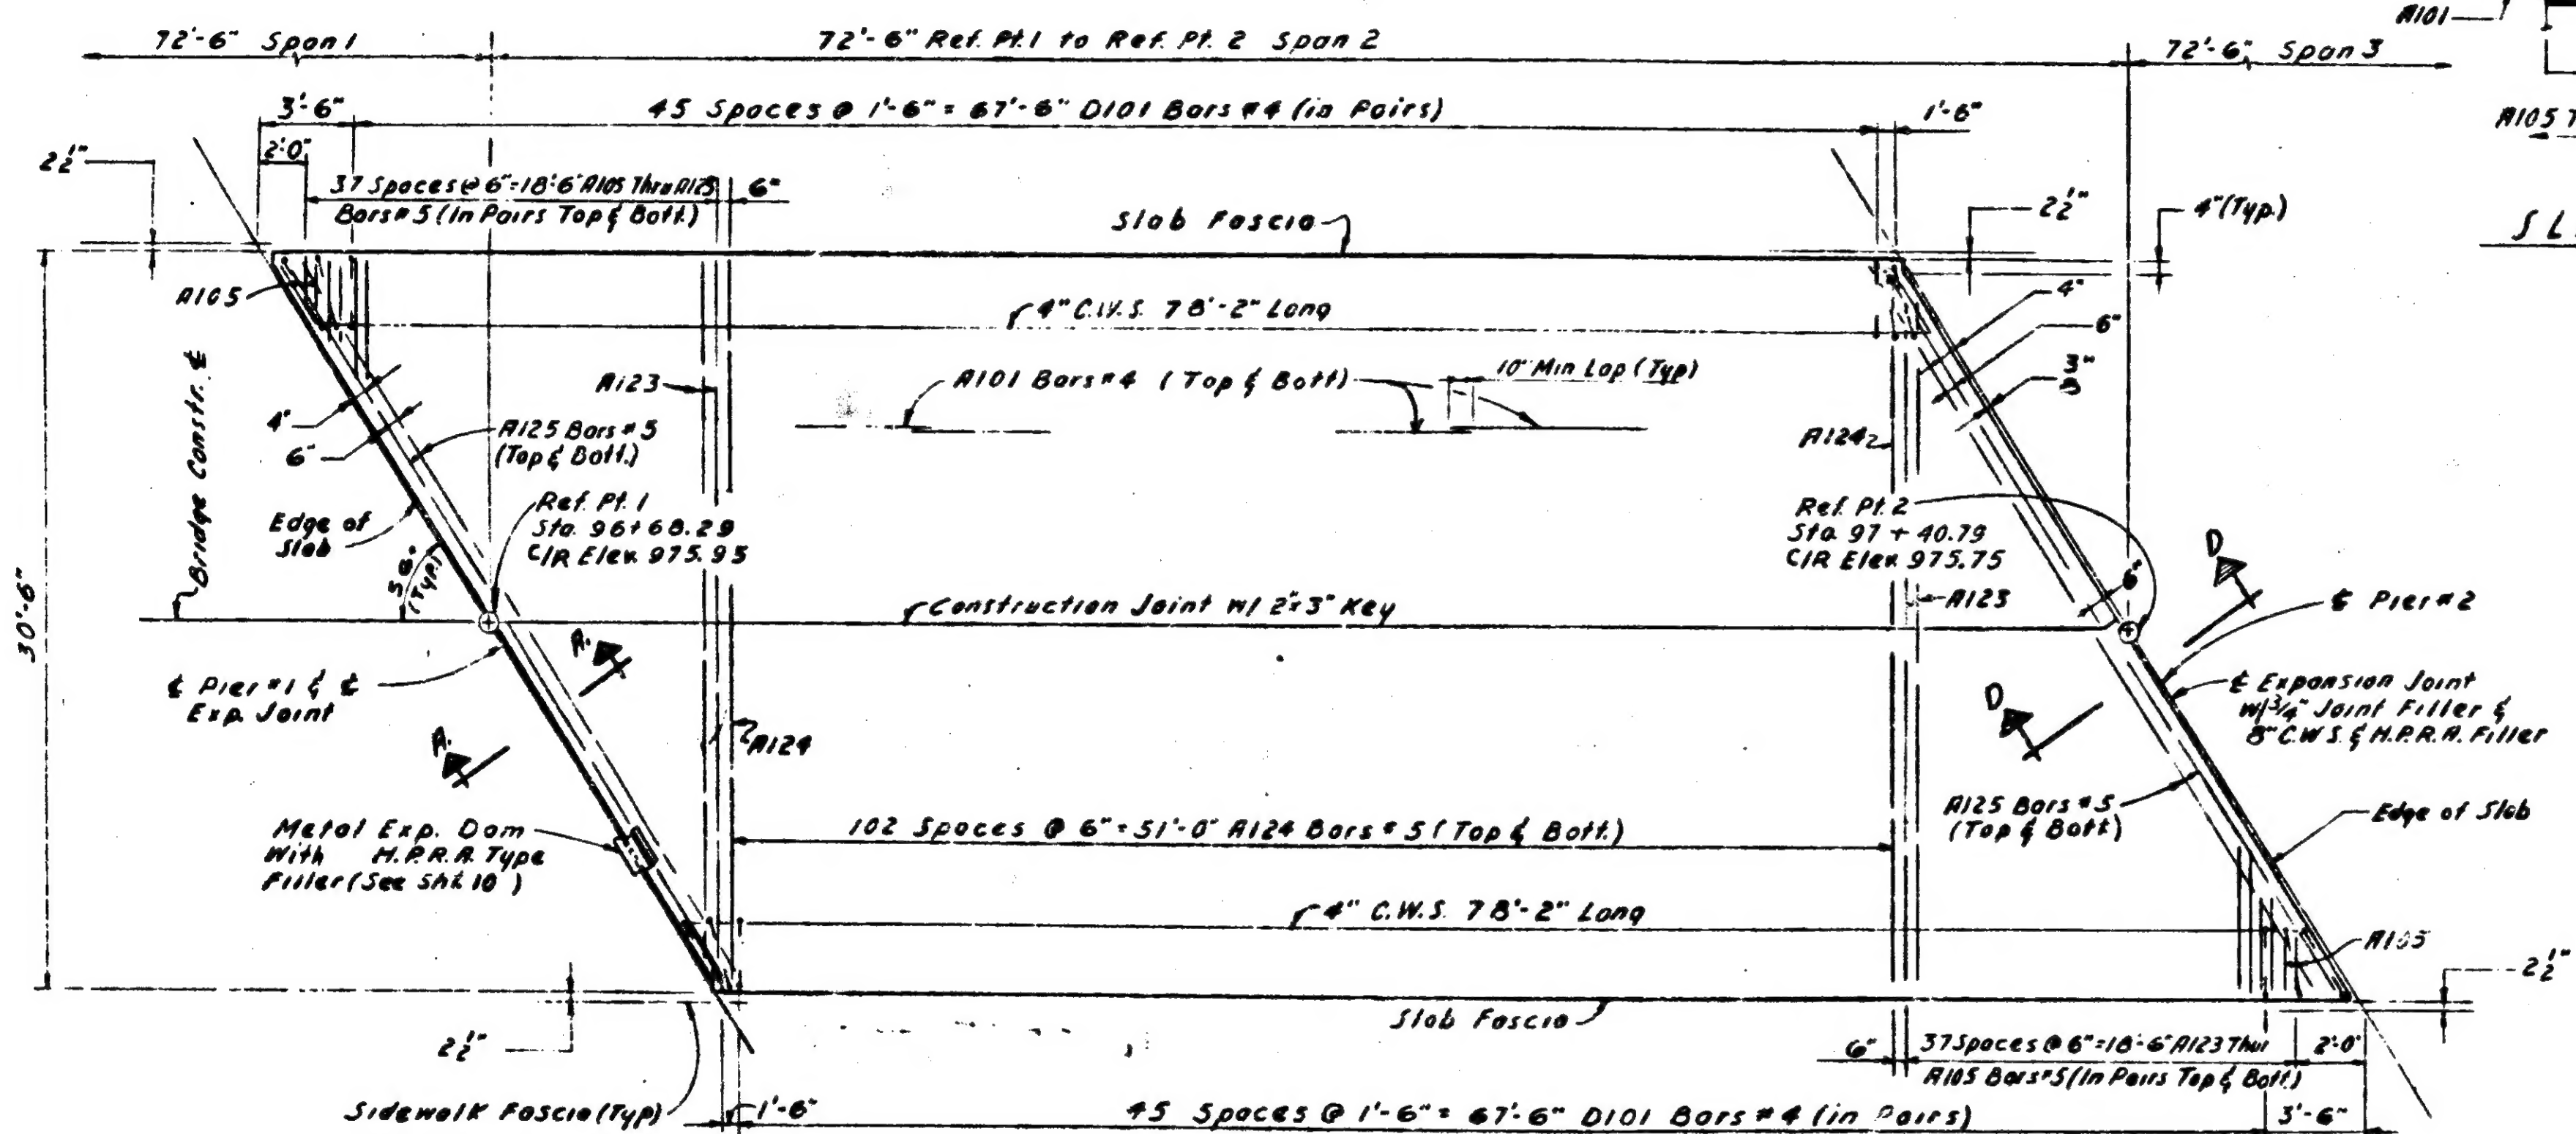 A101
72'-6" Span 1
72'-6" Ref. Pt. 1 to Ref. Pt. 2 Span 2
72'-6" Span 3
3'-6"
45 Spaces @ 1'-6" = 67'-6" D101 Bars #4 (in Pairs)
1'-6"
A105
2½"
2'-0"
37 Spaces @ 6" = 18'-6" A105 Thru A123
6"
Bars #5 (In Pairs Top & Bott.)
Slab Fascia
2½"
4" (Typ.)
SL
A105
4" C.W.S. 78'-2" Long
4"
6"
A123
A101 Bars #4 (Top & Bott)
10" Min Lap (Typ)
3"
8
Bridge Constr. ℄
4"
6"
A125 Bars #5
(Top & Bott.)
A124
Edge of
Slab
Ref. Pt. 1
Sta. 96+68.29
C/R Elev. 975.95
Ref. Pt. 2
Sta 97 + 40.79
C/R Elev. 975.75
58°
(Typ.)
30'-6"
Construction Joint W/ 2"x3" Key
A123
6"
D
℄ Pier #2
A.
℄ Pier #1 & ℄
Exp. Joint
℄ Expansion Joint
W/ 3/4" Joint Filler &
8" C.W.S. & H.P.R.A. Filler
D
A.
A124
A125 Bars #5
(Top & Bott)
Edge of Slab
Metal Exp. Dam
With H.P.R.A. Type
Filler (See Sht. 10)
102 Spaces @ 6" = 51'-0" A124 Bars #5 (Top & Bott.)
4" C.W.S. 78'-2" Long
A105
2½"
2½"
Slab Fascia
6"
37 Spaces @ 6" = 18'-6" A123 Thru
2'-0"
A105 Bars #5 (In Pairs Top & Bott.)
Sidewalk Fascia (Typ)
1'-6"
45 Spaces @ 1'-6" = 67'-6" D101 Bars #4 (in Pairs)
3'-6"